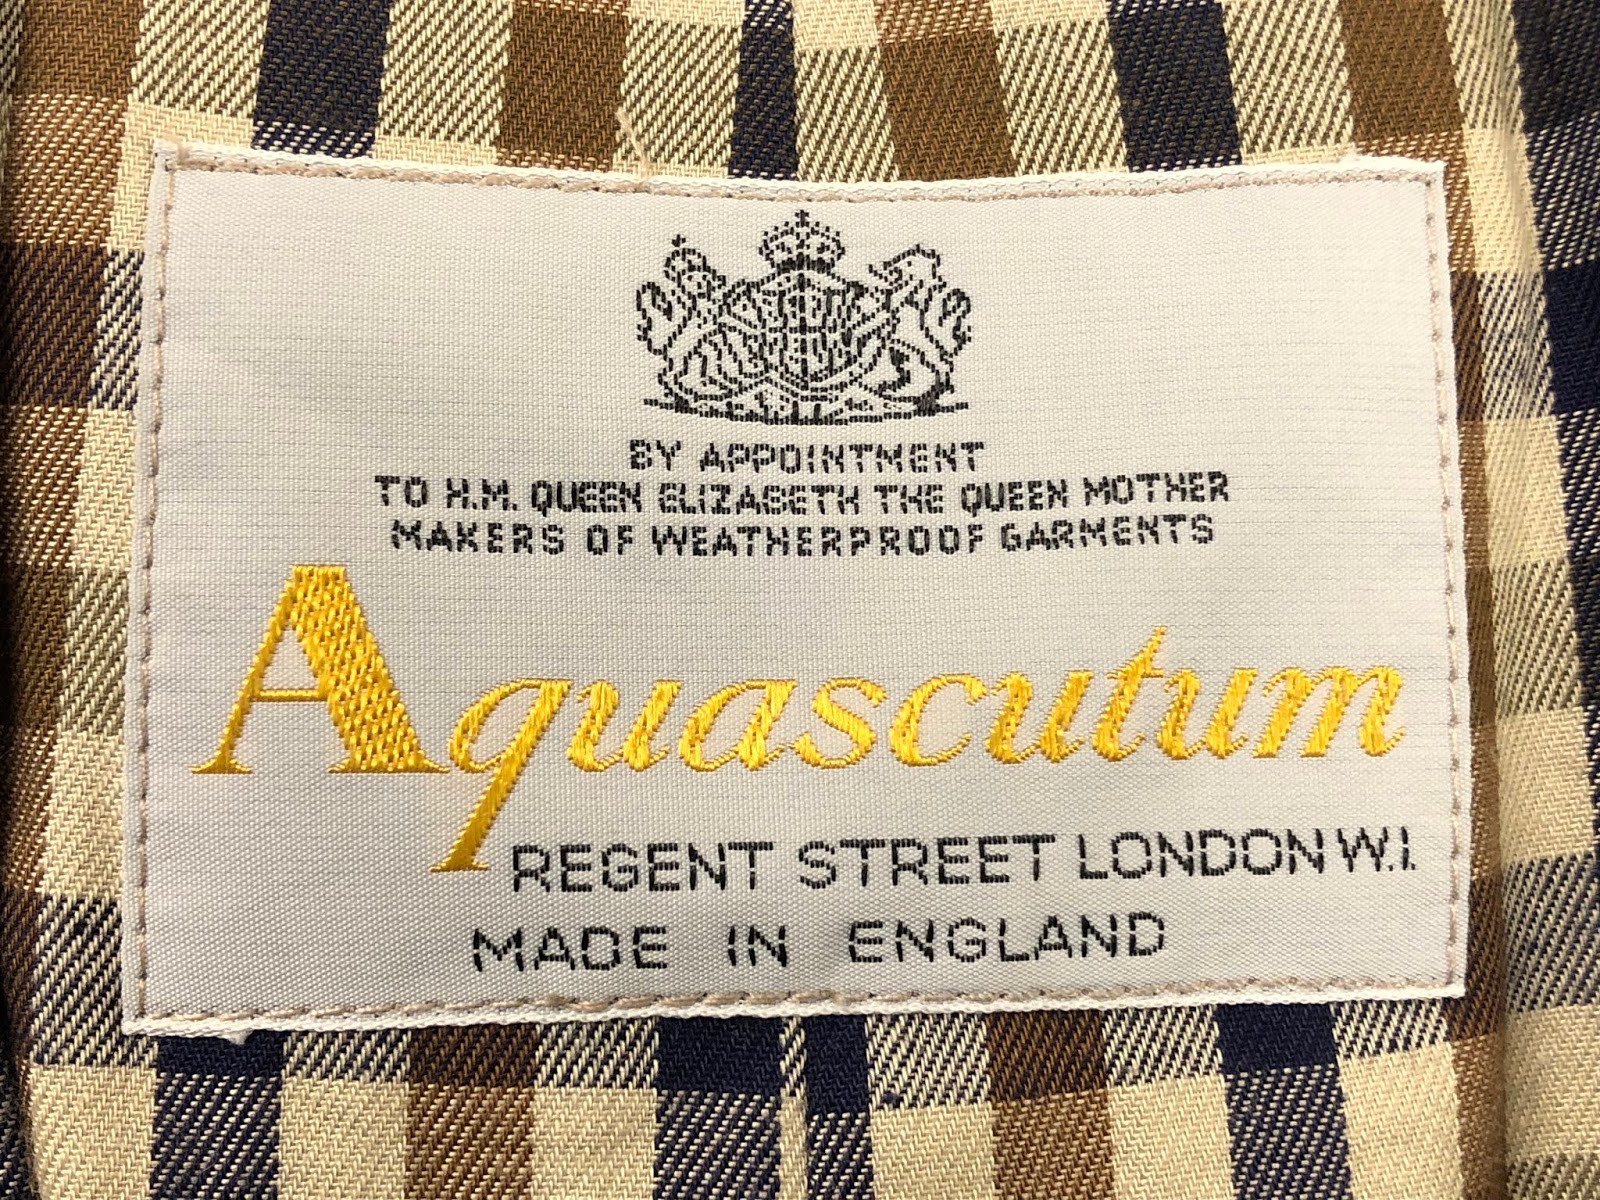 BY APPOINTMENT
TO H.M. QUEEN ELIZABETH THE QUEEN MOTHER
MAKERS OF WEATHERPROOF GARMENTS
Aquascutum
REGENT STREET LONDON W.I.
MADE IN ENGLAND